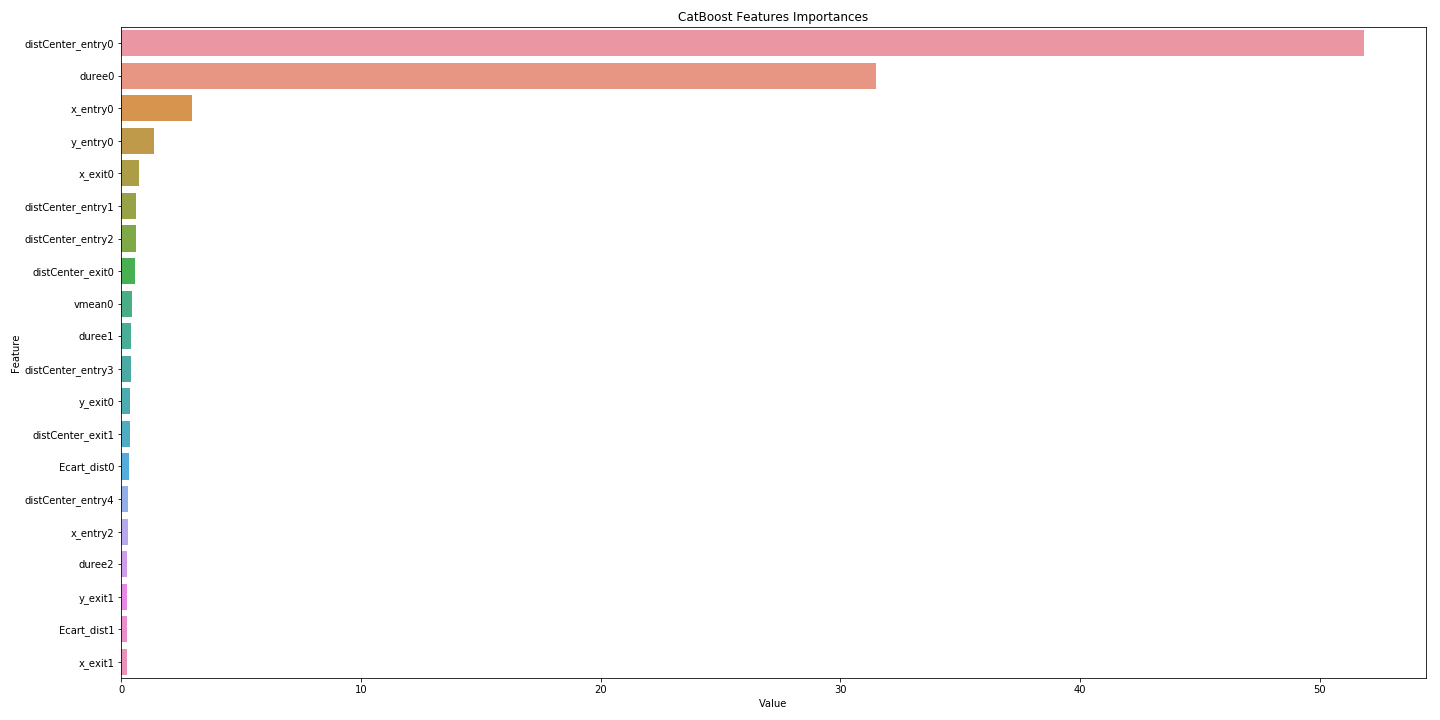 CatBoost Features Importances
distCenter_entry0
duree0
x_entry0
y_entry0
x_exit0
distCenter_entry1
distCenter_entry2
distCenter_exit0
vmean0
duree1
distCenter_entry3
y_exit0
distCenter_exit1
Ecart_dist0
distCenter_entry4
x_entry2
duree2
y_exit1
Ecart_dist1
x_exit1
Feature
0 10 20 30 40 50
Value